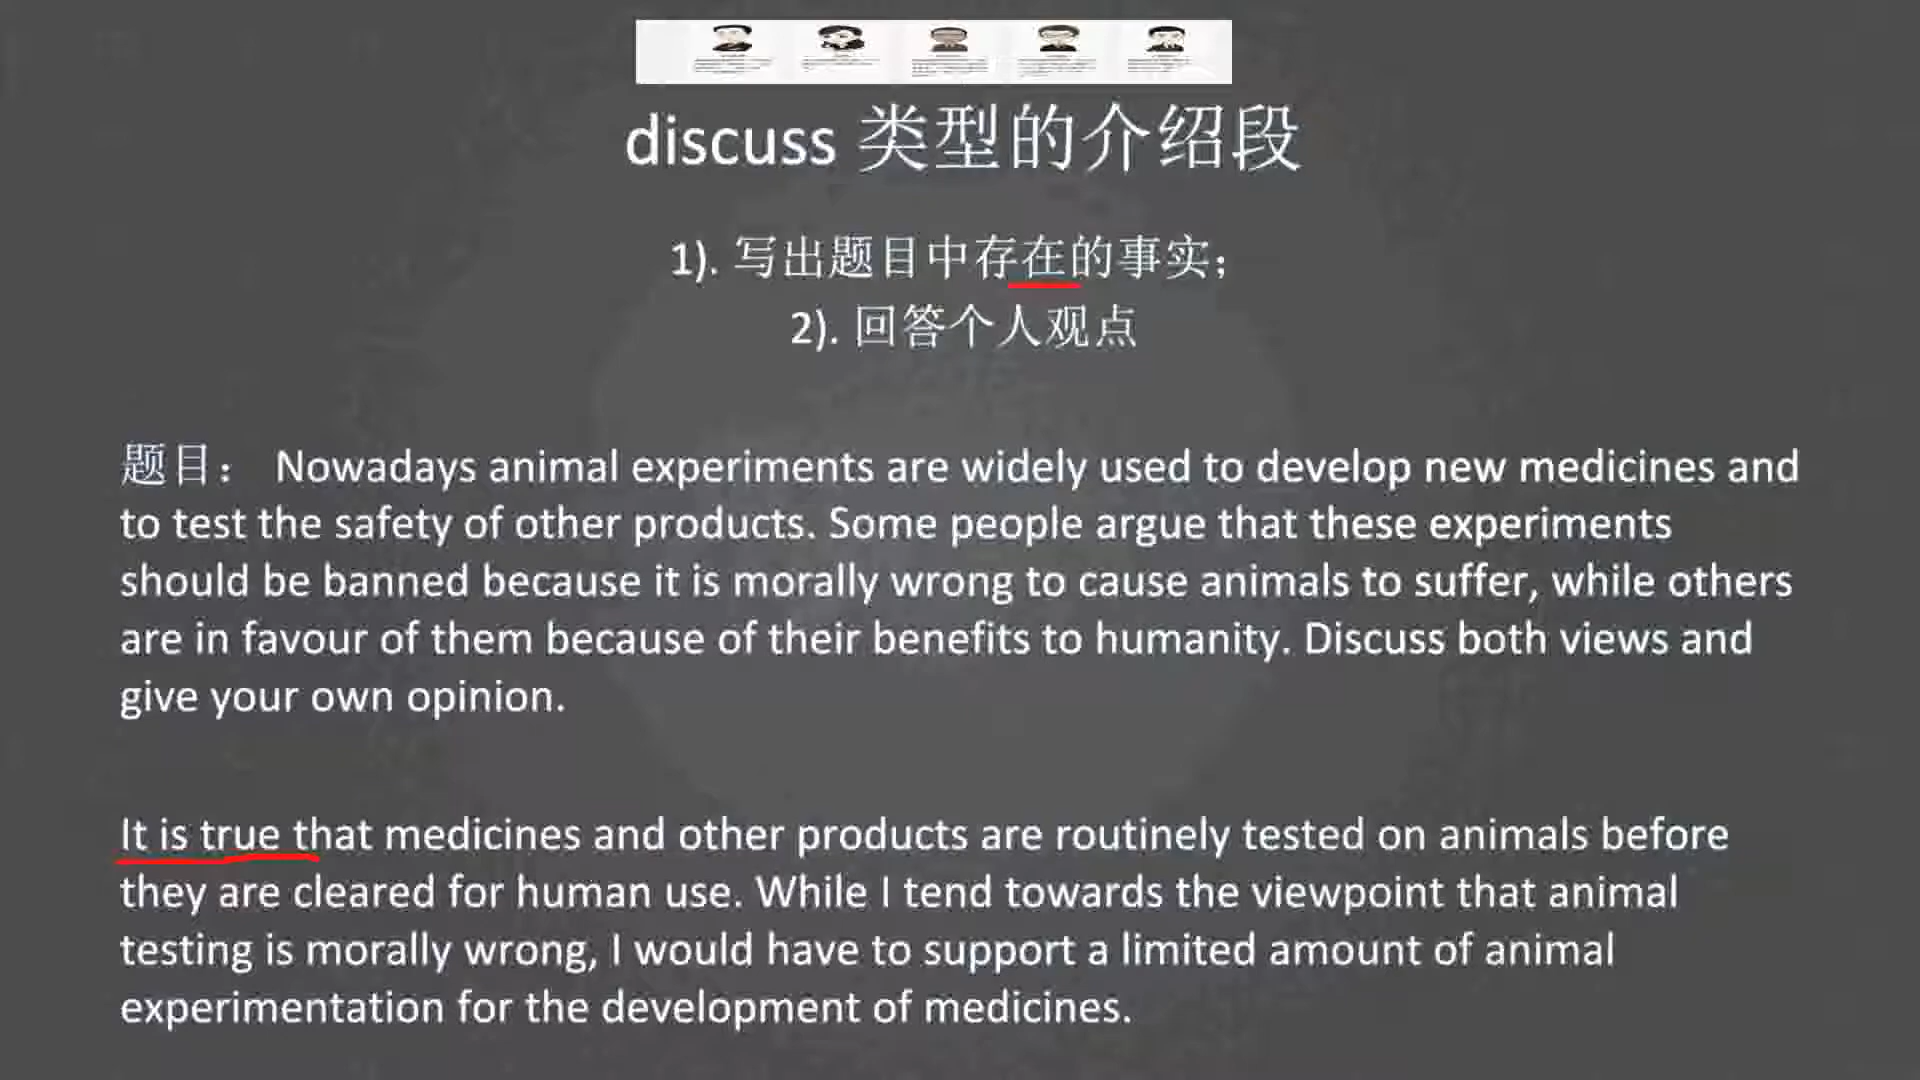 discuss 类型的介绍段
1). 写出题目中存在的事实；
2). 回答个人观点
题目： Nowadays animal experiments are widely used to develop new medicines and
to test the safety of other products. Some people argue that these experiments
should be banned because it is morally wrong to cause animals to suffer, while others
are in favour of them because of their benefits to humanity. Discuss both views and
give your own opinion.
It is true that medicines and other products are routinely tested on animals before
they are cleared for human use. While I tend towards the viewpoint that animal
testing is morally wrong, I would have to support a limited amount of animal
experimentation for the development of medicines.